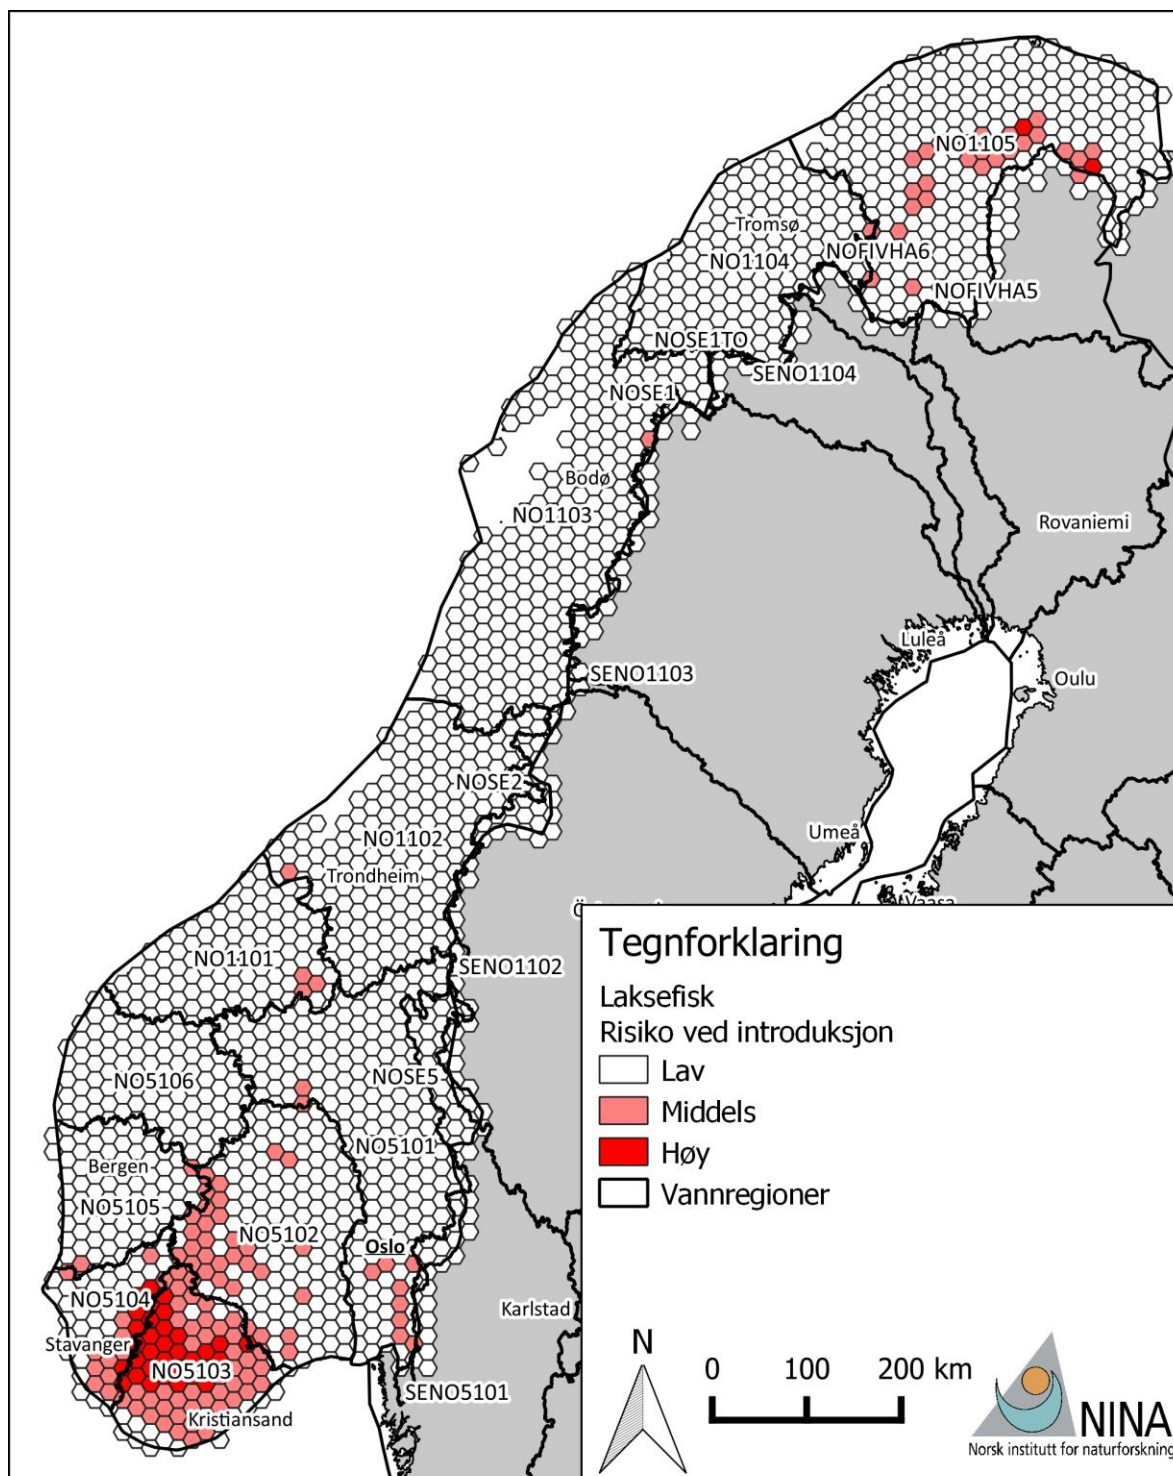 NO1105
Tromsø
NO1104
NOFIVHA6
NOFIVHA5
NOSE1TO
SENO1104
NOSE1
Bodø
NO1103
Rovaniemi
Luleå
SENO1103
Oulu
NOSE2
NO1102
Umeå
Trondheim
Vaasa
NO1101
SENO1102
NO5106
NOSE5
NO5101
Bergen
NO5105
NO5102
Oslo
NO5104
Karlstad
Stavanger
NO5103
SENO5101
Kristiansand
Tegnforklaring
Laksefisk
Risiko ved introduksjon
Lav
Middels
Høy
Vannregioner
N
0 100 200 km
NINA
Norsk institutt for naturforskning